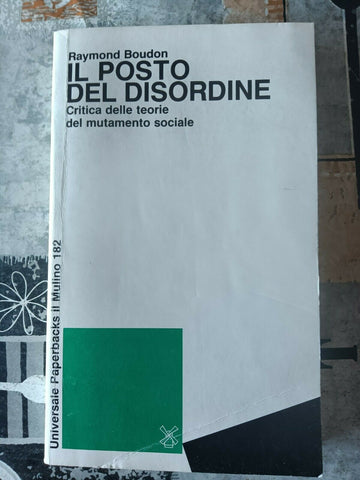 Raymond Boudon
IL POSTO
DEL DISORDINE
Critica delle teorie
del mutamento sociale
Universale Paperbacks il Mulino 182